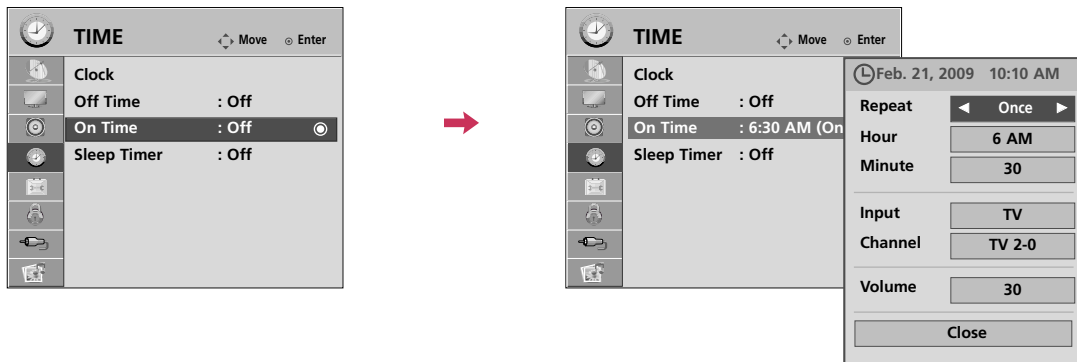 TIME
Move
Enter
Clock
Off Time : Off
On Time : Off
Sleep Timer : Off
TIME
Move
Enter
Clock
Off Time : Off
On Time : 6:30 AM (On
Sleep Timer : Off
Feb. 21, 2009 10:10 AM
Repeat ◀ Once ▶
Hour 6 AM
Minute 30
Input TV
Channel TV 2-0
Volume 30
Close